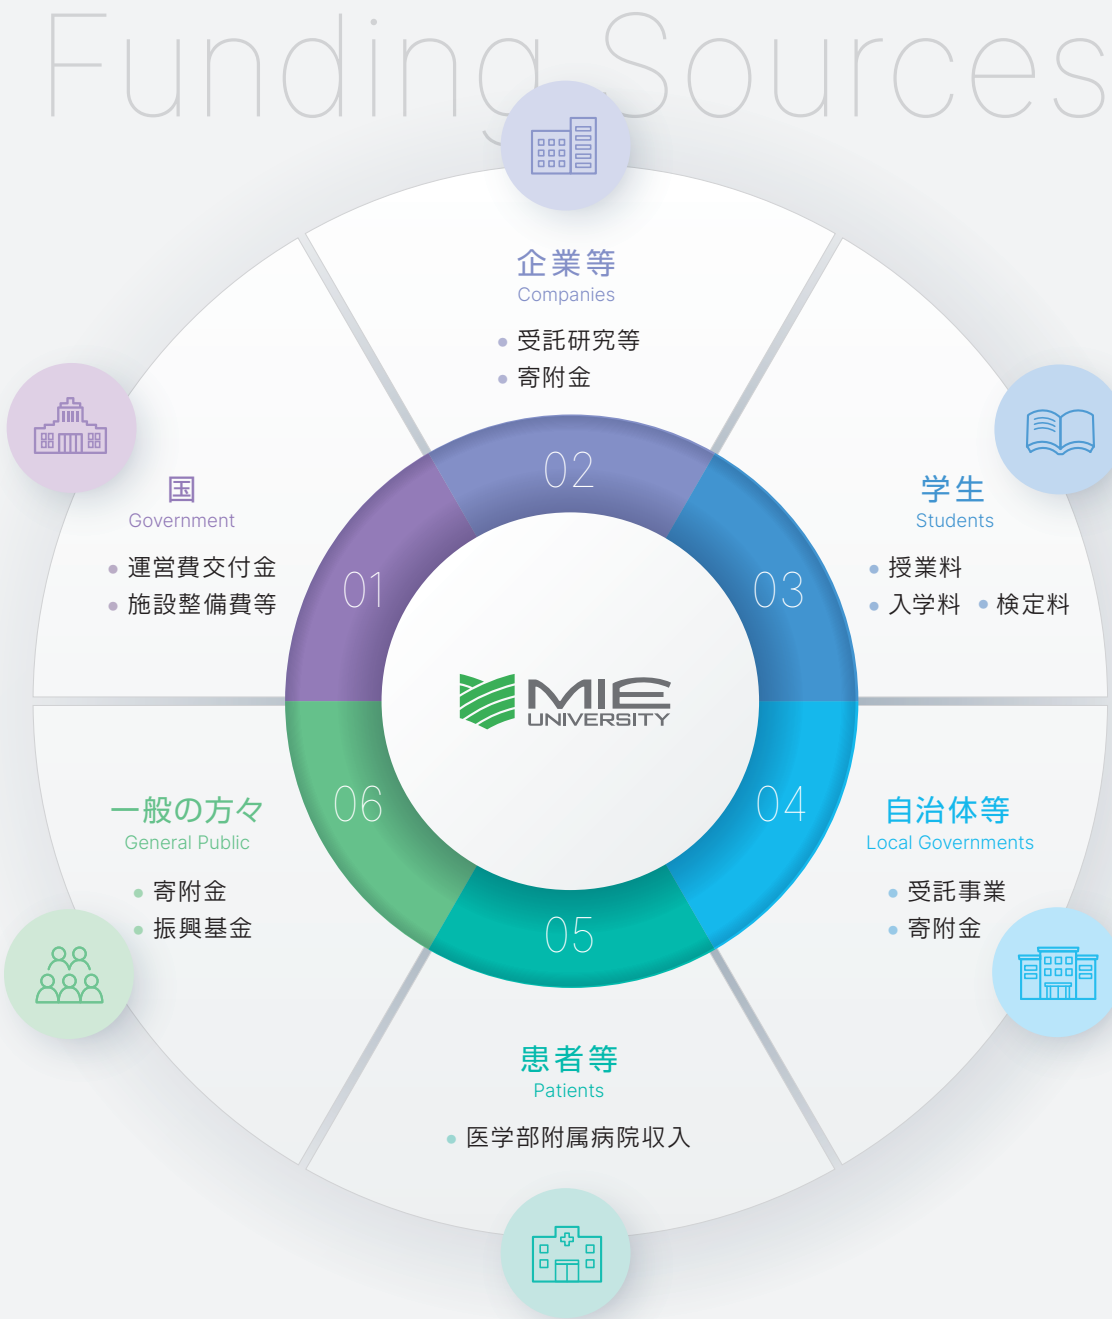 Funding Sources
企業等
Companies
• 受託研究等
• 寄附金
02
国
Government
• 運営費交付金
• 施設整備費等
01
学生
Students
• 授業料
• 入学料 • 検定料
03
MIE
UNIVERSITY
一般の方々
General Public
• 寄附金
• 振興基金
06
自治体等
Local Governments
• 受託事業
• 寄附金
04
05
患者等
Patients
• 医学部附属病院収入